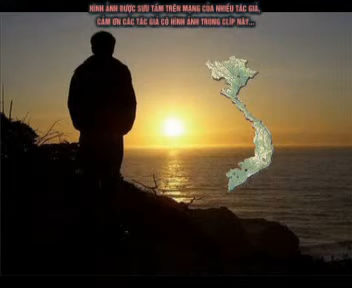 HÌNH ẢNH ĐƯỢC SƯU TẦM TRÊN MẠNG CỦA NHIỀU TÁC GIẢ,
CẢM ƠN CÁC TÁC GIẢ CÓ HÌNH ẢNH TRONG CLIP NÀY...